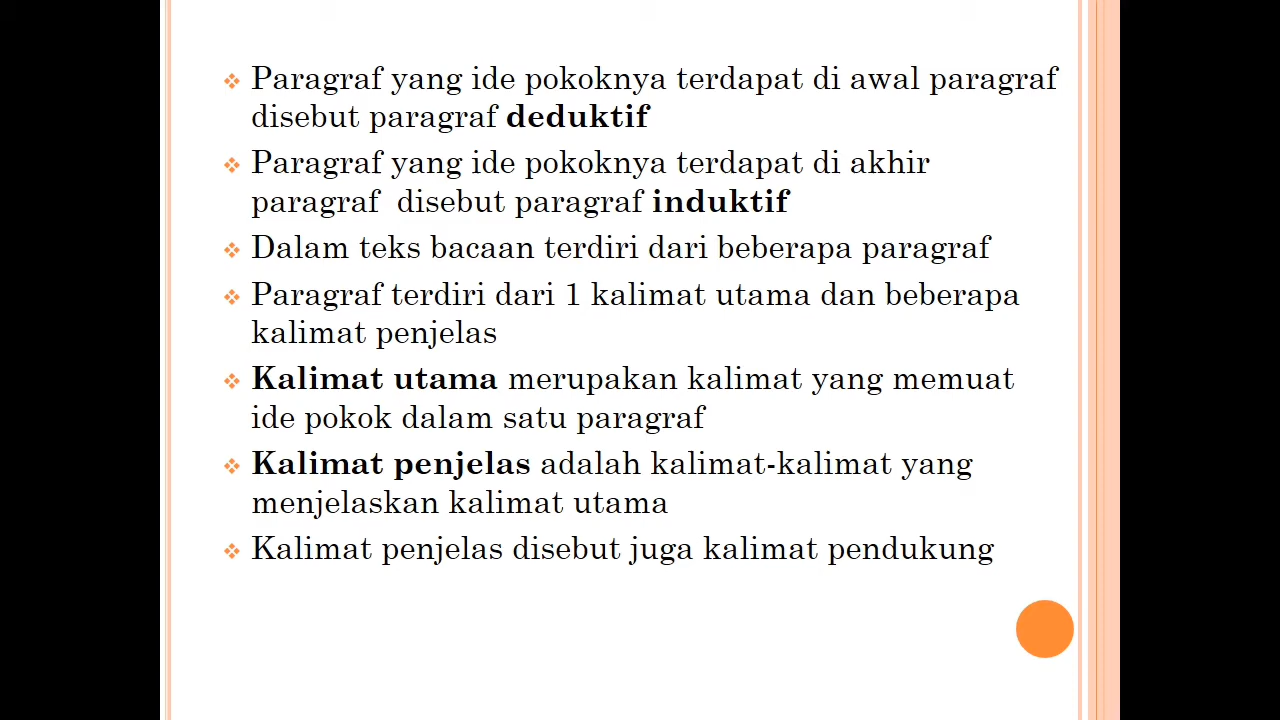 Paragraf yang ide pokoknya terdapat di awal paragraf
disebut paragraf deduktif
Paragraf yang ide pokoknya terdapat di akhir
paragraf  disebut paragraf induktif
Dalam teks bacaan terdiri dari beberapa paragraf
Paragraf terdiri dari 1 kalimat utama dan beberapa
kalimat penjelas
Kalimat utama merupakan kalimat yang memuat
ide pokok dalam satu paragraf
Kalimat penjelas adalah kalimat-kalimat yang
menjelaskan kalimat utama
Kalimat penjelas disebut juga kalimat pendukung